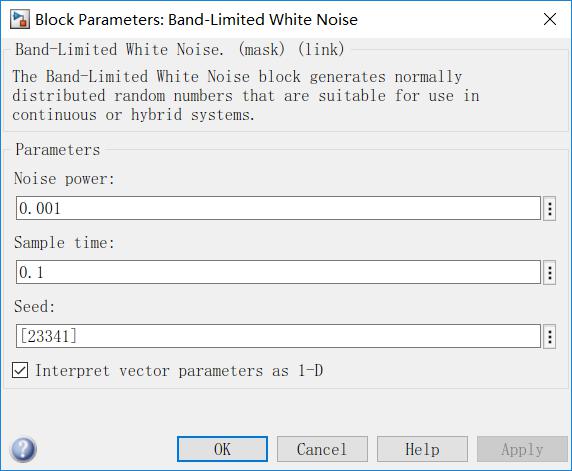 Block Parameters: Band-Limited White Noise
Band-Limited White Noise. (mask) (link)
The Band-Limited White Noise block generates normally
distributed random numbers that are suitable for use in
continuous or hybrid systems.
Parameters
Noise power:
0.001
Sample time:
0.1
Seed:
[23341]
Interpret vector parameters as 1-D
OK Cancel Help Apply